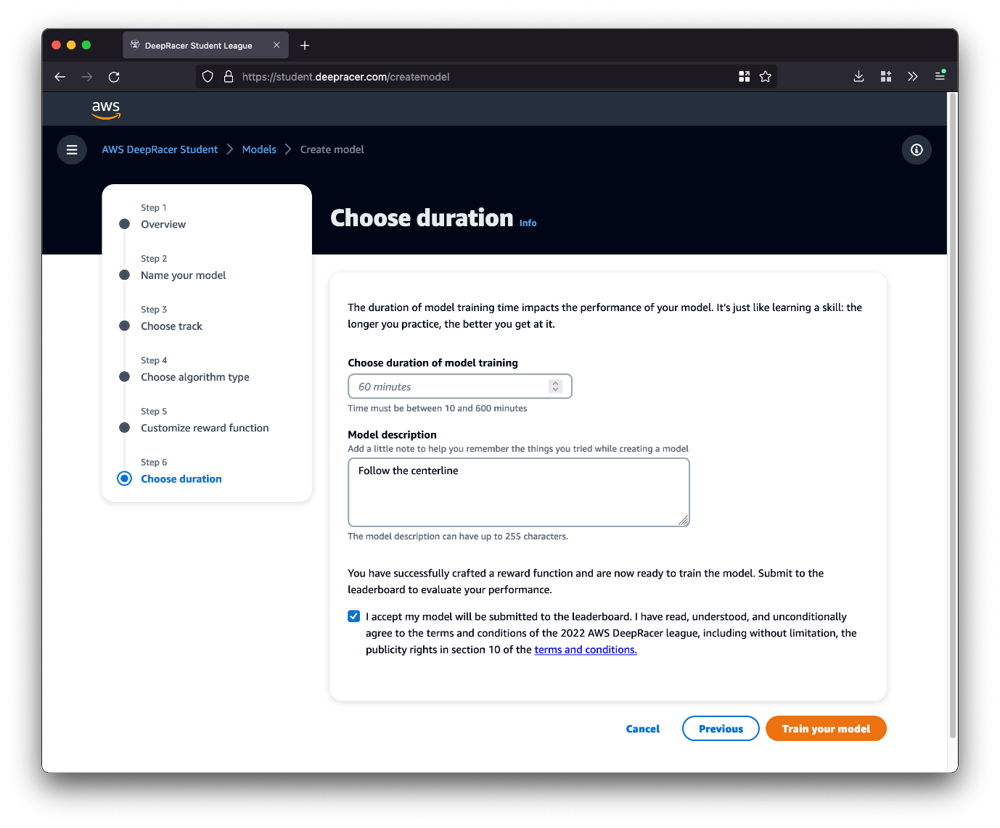 DeepRacer Student League
https://student.deepracer.com/createmodel
aws
AWS DeepRacer Student > Models > Create model
Step 1
Overview
Step 2
Name your model
Step 3
Choose track
Step 4
Choose algorithm type
Step 5
Customize reward function
Step 6
Choose duration
Choose duration Info
The duration of model training time impacts the performance of your model. It's just like learning a skill: the
longer you practice, the better you get at it.
Choose duration of model training
60 minutes
Time must be between 10 and 600 minutes
Model description
Add a little note to help you remember the things you tried while creating a model
Follow the centerline
The model description can have up to 255 characters.
You have successfully crafted a reward function and are now ready to train the model. Submit to the
leaderboard to evaluate your performance.
I accept my model will be submitted to the leaderboard. I have read, understood, and unconditionally
agree to the terms and conditions of the 2022 AWS DeepRacer league, including without limitation, the
publicity rights in section 10 of the terms and conditions.
Cancel
Previous
Train your model